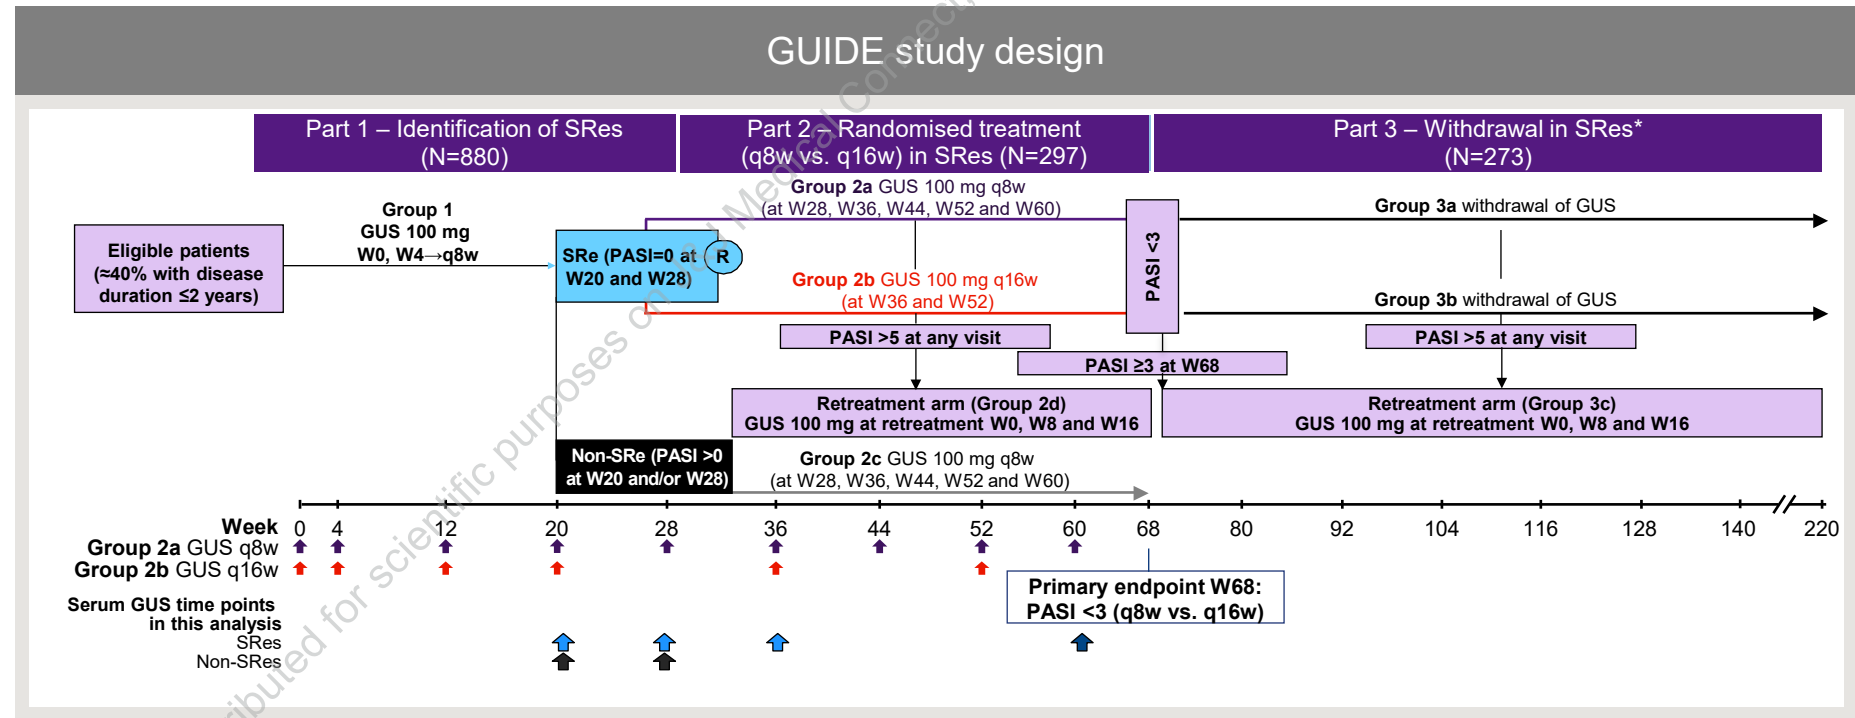 GUIDE study design
Part 1 – Identification of SRes
(N=880)
Part 2 – Randomised treatment
(q8w vs. q16w) in SRes (N=297)
Part 3 – Withdrawal in SRes*
(N=273)
Eligible patients
(≈40% with disease
duration ≤2 years)
Group 1
GUS 100 mg
W0, W4→q8w
SRe (PASI=0 at
W20 and W28)
R
Group 2a GUS 100 mg q8w
(at W28, W36, W44, W52 and W60)
Group 2b GUS 100 mg q16w
(at W36 and W52)
PASI <3
Group 3a withdrawal of GUS
Group 3b withdrawal of GUS
PASI >5 at any visit
PASI ≥3 at W68
PASI >5 at any visit
Retreatment arm (Group 2d)
GUS 100 mg at retreatment W0, W8 and W16
Retreatment arm (Group 3c)
GUS 100 mg at retreatment W0, W8 and W16
Non-SRe (PASI >0
at W20 and/or W28)
Group 2c GUS 100 mg q8w
(at W28, W36, W44, W52 and W60)
Week 0 4 12 20 28 36 44 52 60 68 80 92 104 116 128 140 220
Group 2a GUS q8w
Group 2b GUS q16w
Primary endpoint W68:
PASI <3 (q8w vs. q16w)
Serum GUS time points
in this analysis
SRes
Non-SRes
for scientific purposes on Medical